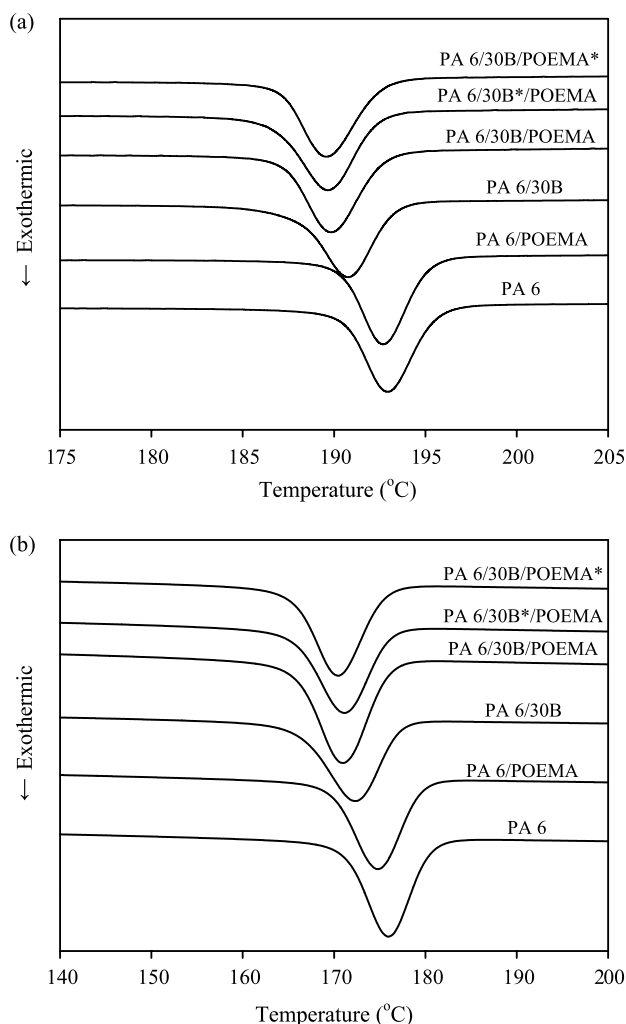 (a)
PA 6/30B/POEMA*
PA 6/30B*/POEMA
PA 6/30B/POEMA
PA 6/30B
PA 6/POEMA
PA 6
← Exothermic
175 180 185 190 195 200 205
Temperature (°C)
(b)
PA 6/30B/POEMA*
PA 6/30B*/POEMA
PA 6/30B/POEMA
PA 6/30B
PA 6/POEMA
PA 6
← Exothermic
140 150 160 170 180 190 200
Temperature (°C)